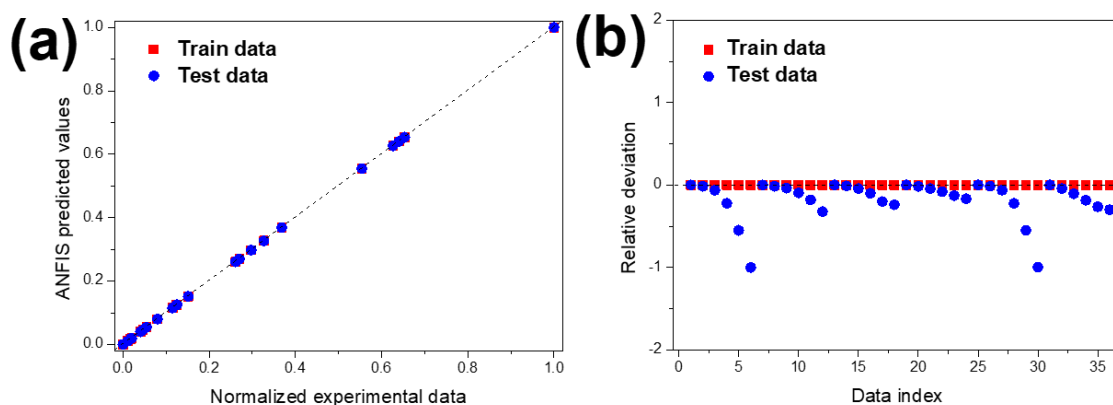 (a)
Train data
Test data
ANFIS predicted values
1.0
0.8
0.6
0.4
0.2
0.0
0.0 0.2 0.4 0.6 0.8 1.0
Normalized experimental data
(b)
Train data
Test data
Relative deviation
2
1
0
-1
-2
0 5 10 15 20 25 30 35
Data index